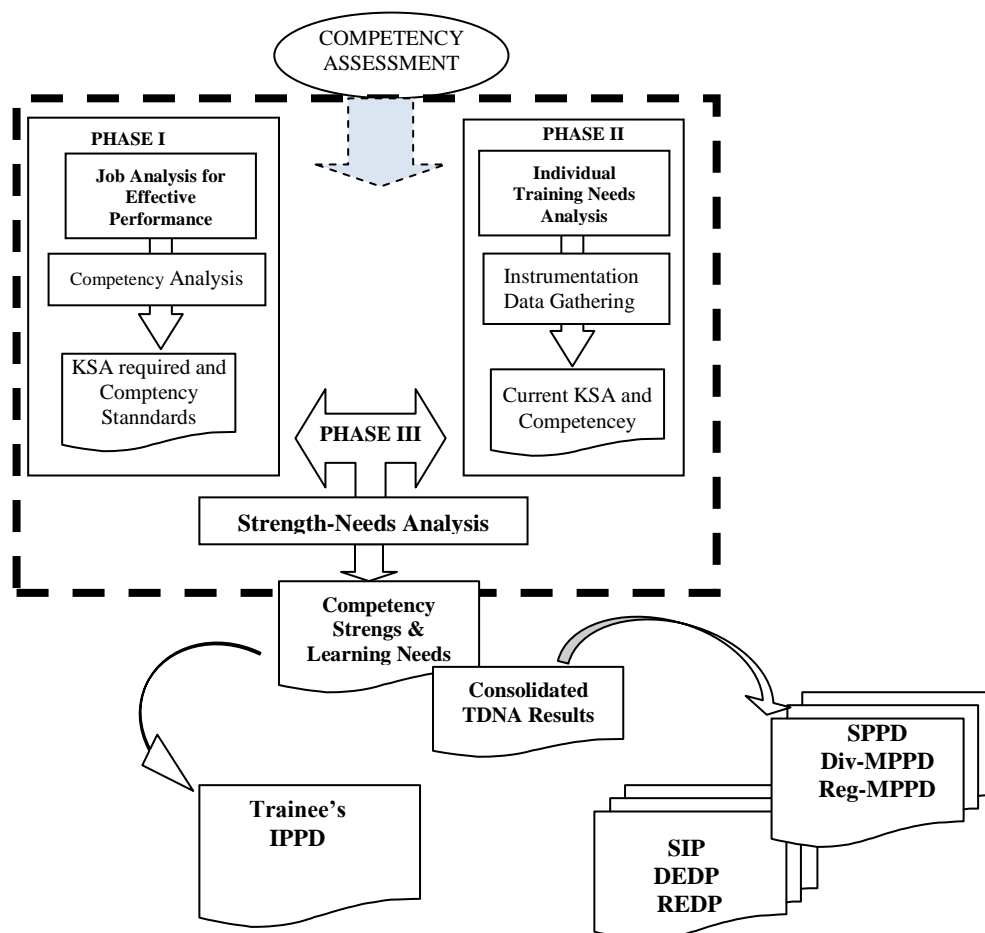 COMPETENCY
ASSESSMENT
PHASE I
Job Analysis for
Effective
Performance
Competency Analysis
KSA required and
Comptency
Stanndards
PHASE II
Individual
Training Needs
Analysis
Instrumentation
Data Gathering
Current KSA and
Competencey
PHASE III
Strength-Needs Analysis
Competency
Strengs &
Learning Needs
Consolidated
TDNA Results
Trainee's
IPPD
SPPD
Div-MPPD
Reg-MPPD
SIP
DEDP
REDP